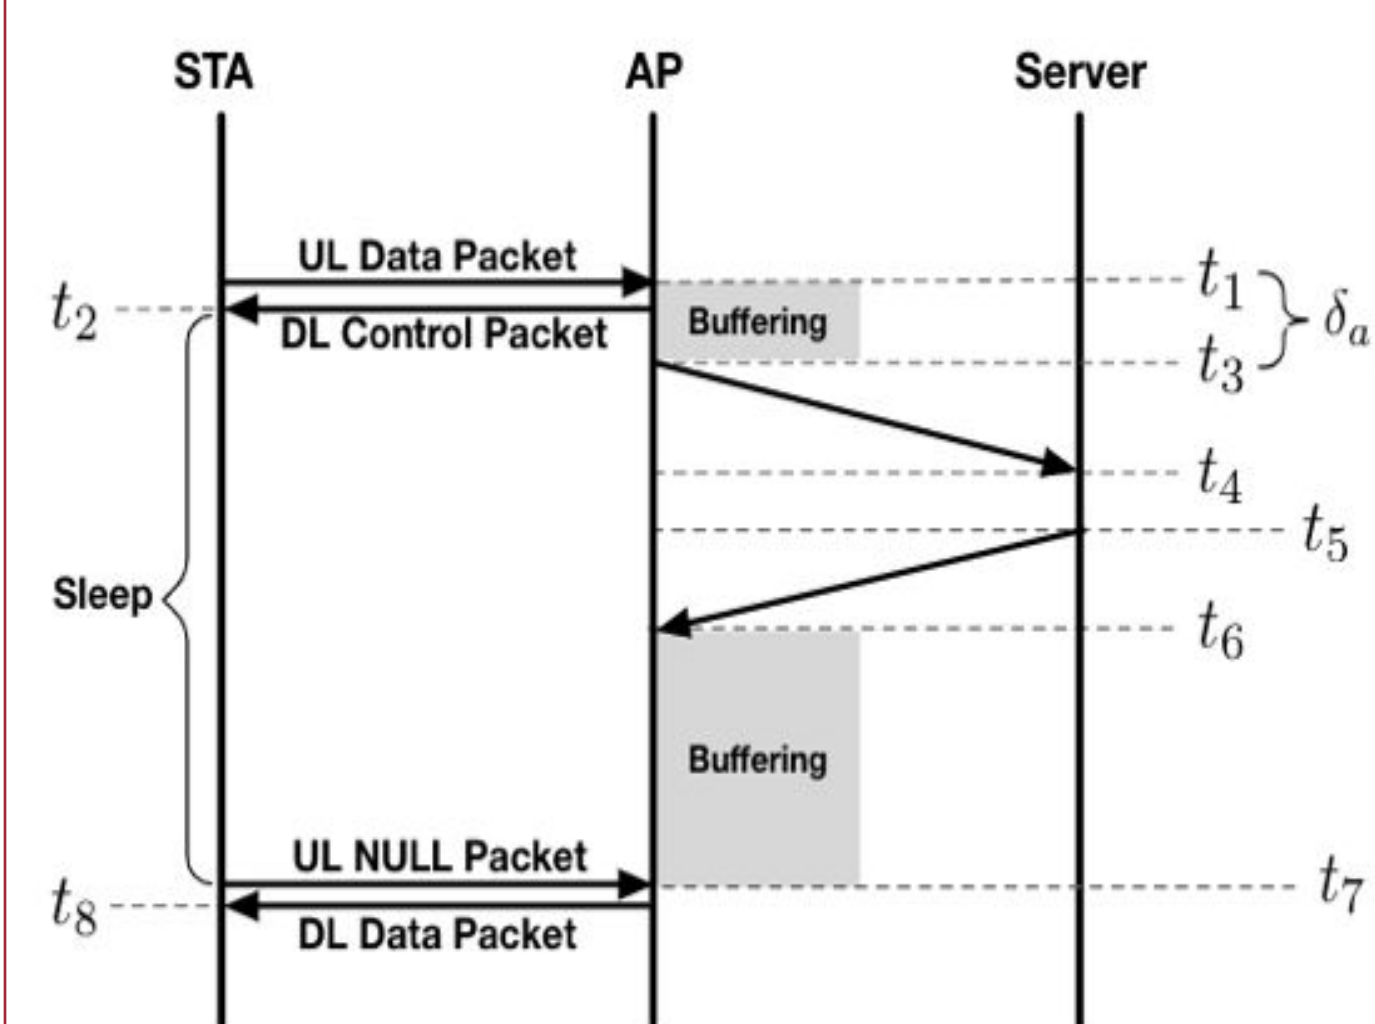 STA AP Server
UL Data Packet
t1
t2
DL Control Packet
Buffering
δa
t3
t4
t5
Sleep
t6
Buffering
UL NULL Packet
t7
t8
DL Data Packet